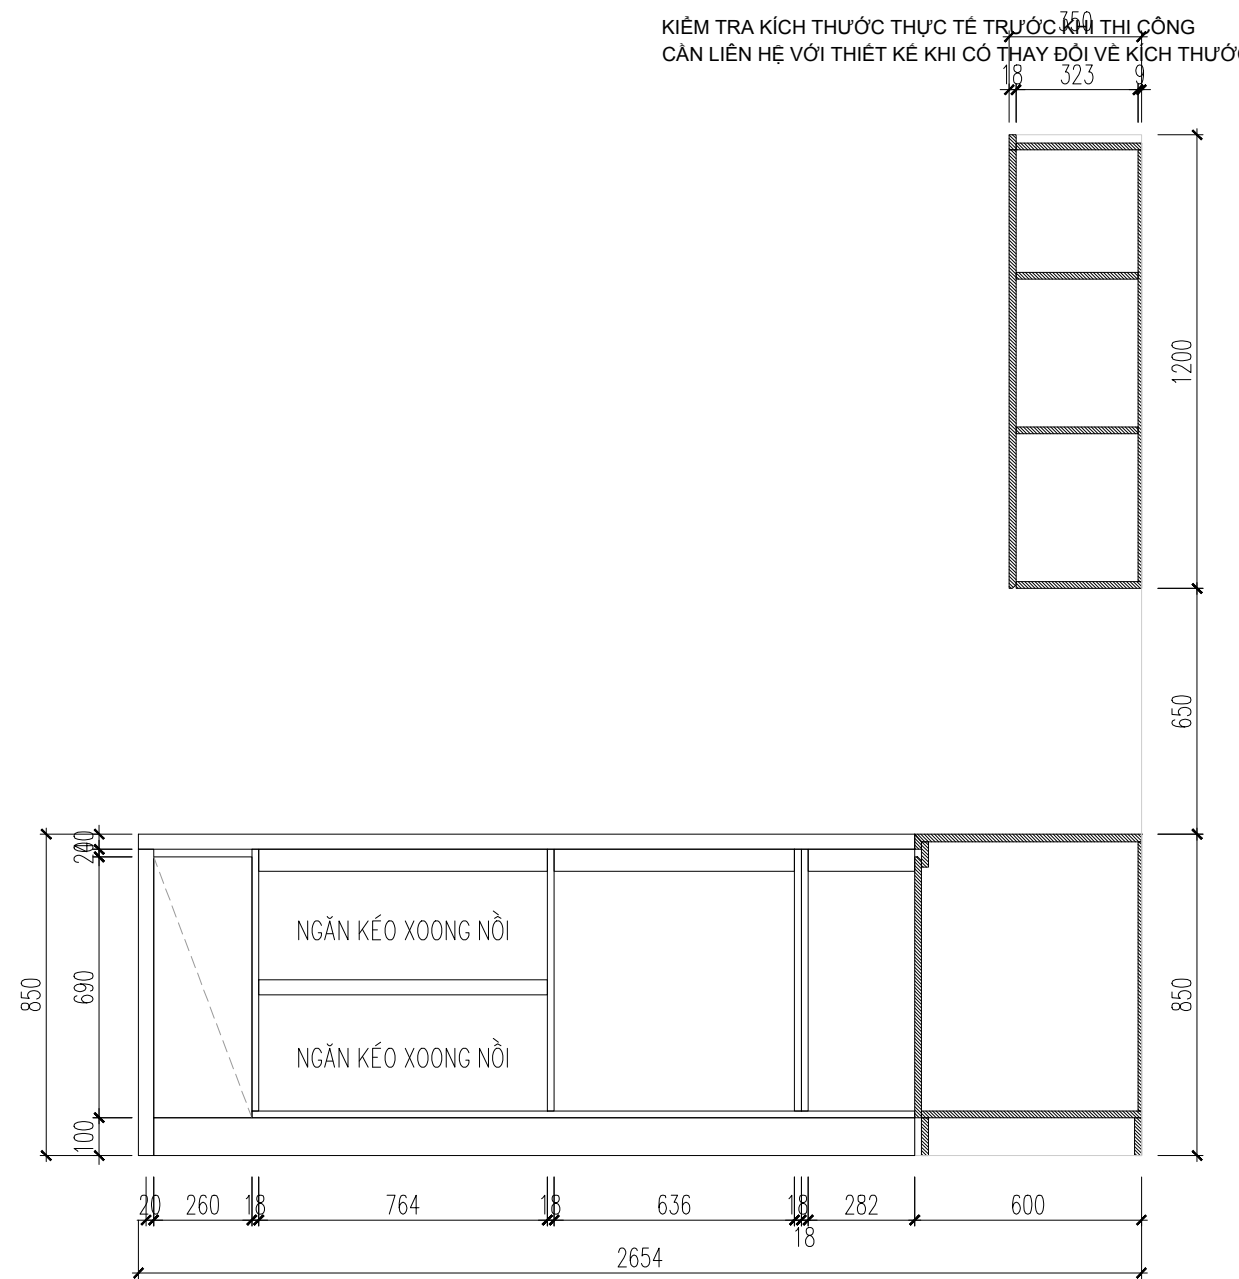 KIỂM TRA KÍCH THƯỚC THỰC TẾ TRƯỚC KHI THI CÔNG
CẦN LIÊN HỆ VỚI THIẾT KẾ KHI CÓ THAY ĐỔI VỀ KÍCH THƯỚC
350
18 323 9
1200
650
850
850
40
20
690
100
NGĂN KÉO XOONG NỒI
NGĂN KÉO XOONG NỒI
20 260 18 764 18 636 18 282 600
18
2654